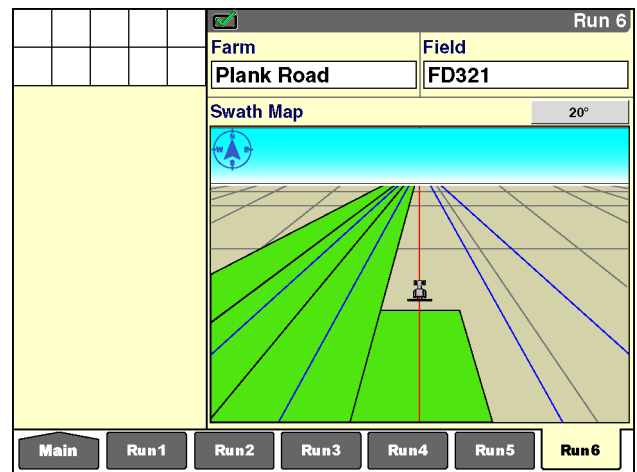 Run 6
Farm Field
Plank Road FD321
Swath Map 20°
N
W E
S
Main Run1 Run2 Run3 Run4 Run5 Run6